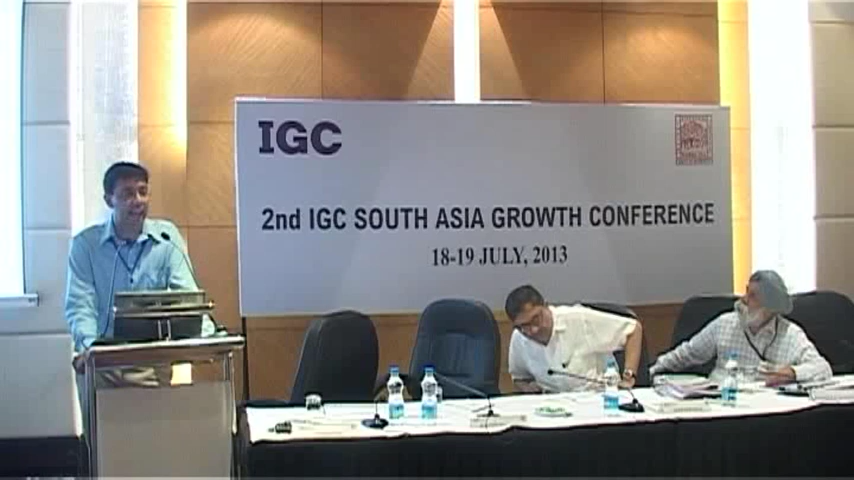 IGC
2nd IGC SOUTH ASIA GROWTH CONFERENCE
18-19 JULY, 2013